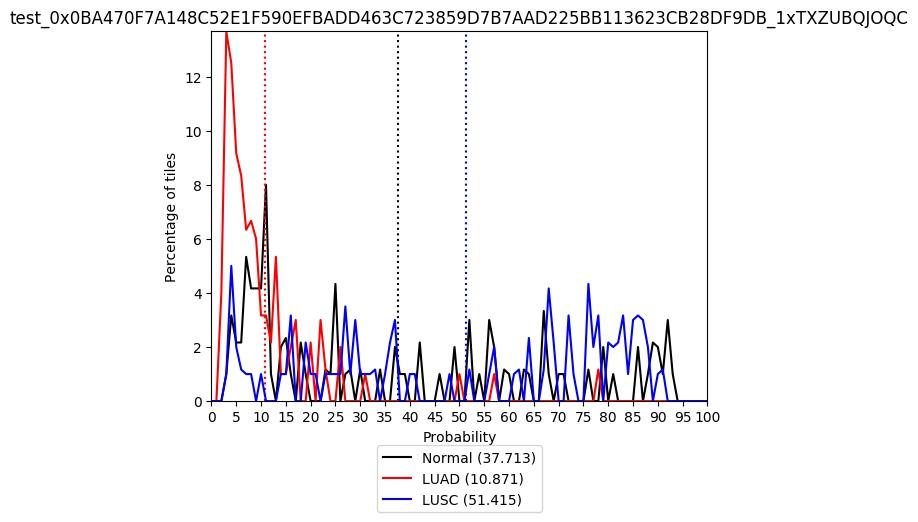 test_0x0BA470F7A148C52E1F590EFBADD463C723859D7B7AAD225BB113623CB28DF9DB_1xTXZUBQJOQC
12
10
8
6
4
2
0
Percentage of tiles
0 5 10 15 20 25 30 35 40 45 50 55 60 65 70 75 80 85 90 95 100
Probability
Normal (37.713)
LUAD (10.871)
LUSC (51.415)